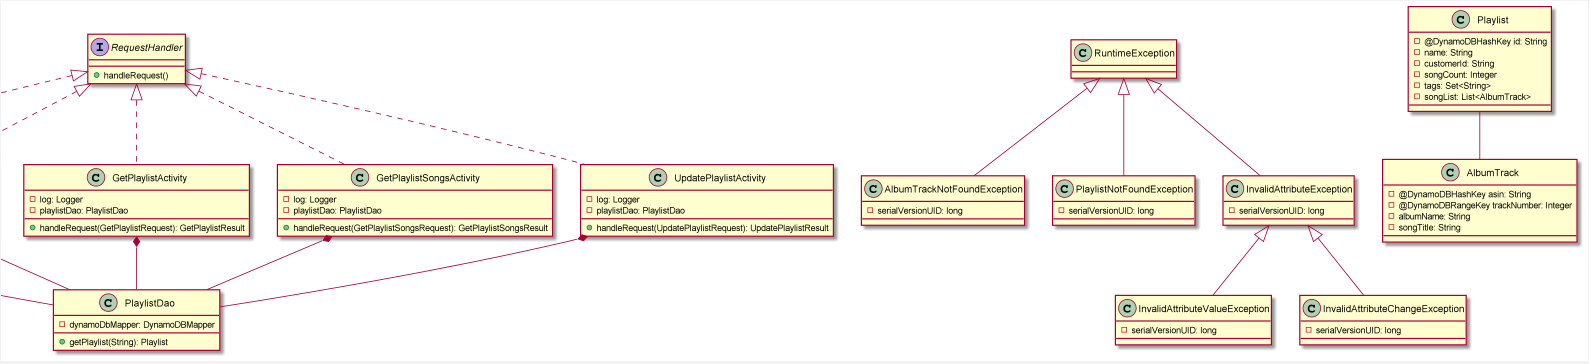 I RequestHandler
handleRequest()
C GetPlaylistActivity
log: Logger
playlistDao: PlaylistDao
handleRequest(GetPlaylistRequest): GetPlaylistResult
C GetPlaylistSongsActivity
log: Logger
playlistDao: PlaylistDao
handleRequest(GetPlaylistSongsRequest): GetPlaylistSongsResult
C UpdatePlaylistActivity
log: Logger
playlistDao: PlaylistDao
handleRequest(UpdatePlaylistRequest): UpdatePlaylistResult
C PlaylistDao
dynamoDbMapper: DynamoDBMapper
getPlaylist(String): Playlist
C RuntimeException
C AlbumTrackNotFoundException
serialVersionUID: long
C PlaylistNotFoundException
serialVersionUID: long
C InvalidAttributeException
serialVersionUID: long
C InvalidAttributeValueException
serialVersionUID: long
C InvalidAttributeChangeException
serialVersionUID: long
C Playlist
@DynamoDBHashKey id: String
name: String
customerId: String
songCount: Integer
tags: Set<String>
songList: List<AlbumTrack>
C AlbumTrack
@DynamoDBHashKey asin: String
@DynamoDBRangeKey trackNumber: Integer
albumName: String
songTitle: String